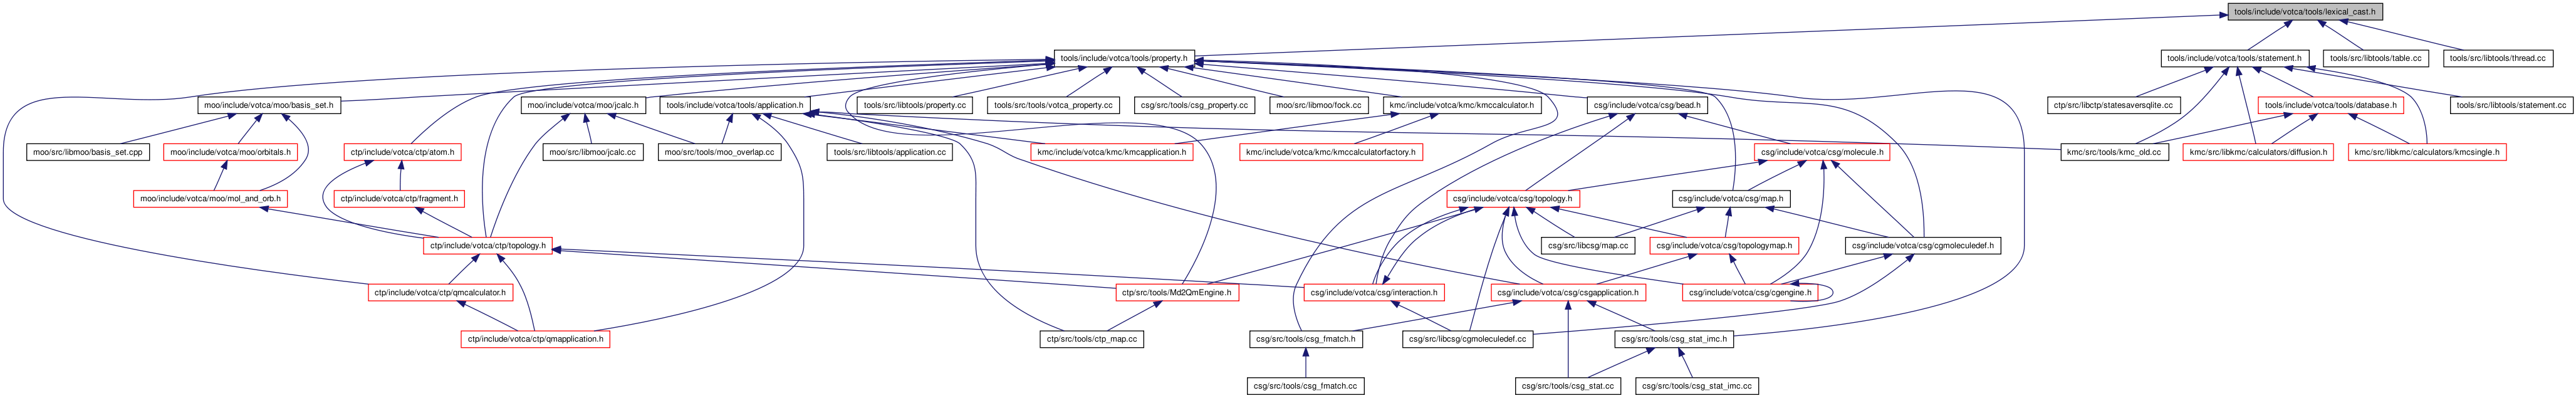 tools/include/votca/tools/lexical_cast.h
tools/include/votca/tools/property.h
tools/include/votca/tools/statement.h
tools/src/libtools/table.cc
tools/src/libtools/thread.cc
moo/include/votca/moo/basis_set.h
moo/include/votca/moo/jcalc.h
tools/include/votca/tools/application.h
tools/src/libtools/property.cc
tools/src/tools/votca_property.cc
csg/src/tools/csg_property.cc
moo/src/libmoo/fock.cc
kmc/include/votca/kmc/kmccalculator.h
csg/include/votca/csg/bead.h
ctp/src/libctp/statesaversqlite.cc
tools/include/votca/tools/database.h
tools/src/libtools/statement.cc
moo/src/libmoo/basis_set.cpp
moo/include/votca/moo/orbitals.h
ctp/include/votca/ctp/atom.h
moo/src/libmoo/jcalc.cc
moo/src/tools/moo_overlap.cc
tools/src/libtools/application.cc
kmc/include/votca/kmc/kmcapplication.h
kmc/include/votca/kmc/kmccalculatorfactory.h
csg/include/votca/csg/molecule.h
kmc/src/tools/kmc_old.cc
kmc/src/libkmc/calculators/diffusion.h
kmc/src/libkmc/calculators/kmcsingle.h
moo/include/votca/moo/mol_and_orb.h
ctp/include/votca/ctp/fragment.h
csg/include/votca/csg/topology.h
csg/include/votca/csg/map.h
ctp/include/votca/ctp/topology.h
csg/src/libcsg/map.cc
csg/include/votca/csg/topologymap.h
csg/include/votca/csg/cgmoleculedef.h
ctp/include/votca/ctp/qmcalculator.h
ctp/src/tools/Md2QmEngine.h
csg/include/votca/csg/interaction.h
csg/include/votca/csg/csgapplication.h
csg/include/votca/csg/cgengine.h
ctp/include/votca/ctp/qmapplication.h
ctp/src/tools/ctp_map.cc
csg/src/tools/csg_fmatch.h
csg/src/libcsg/cgmoleculedef.cc
csg/src/tools/csg_stat_imc.h
csg/src/tools/csg_fmatch.cc
csg/src/tools/csg_stat.cc
csg/src/tools/csg_stat_imc.cc